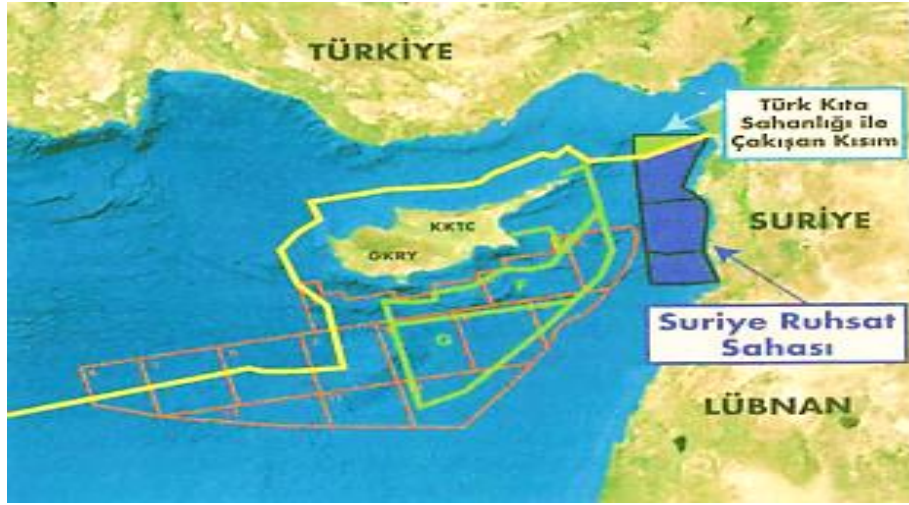 TÜRKİYE
Türk Kıta
Sahanlığı ile
Çakışan Kısım
KKTC
GKRY
SURİYE
F
G
Suriye Ruhsat
Sahası
LÜBNAN